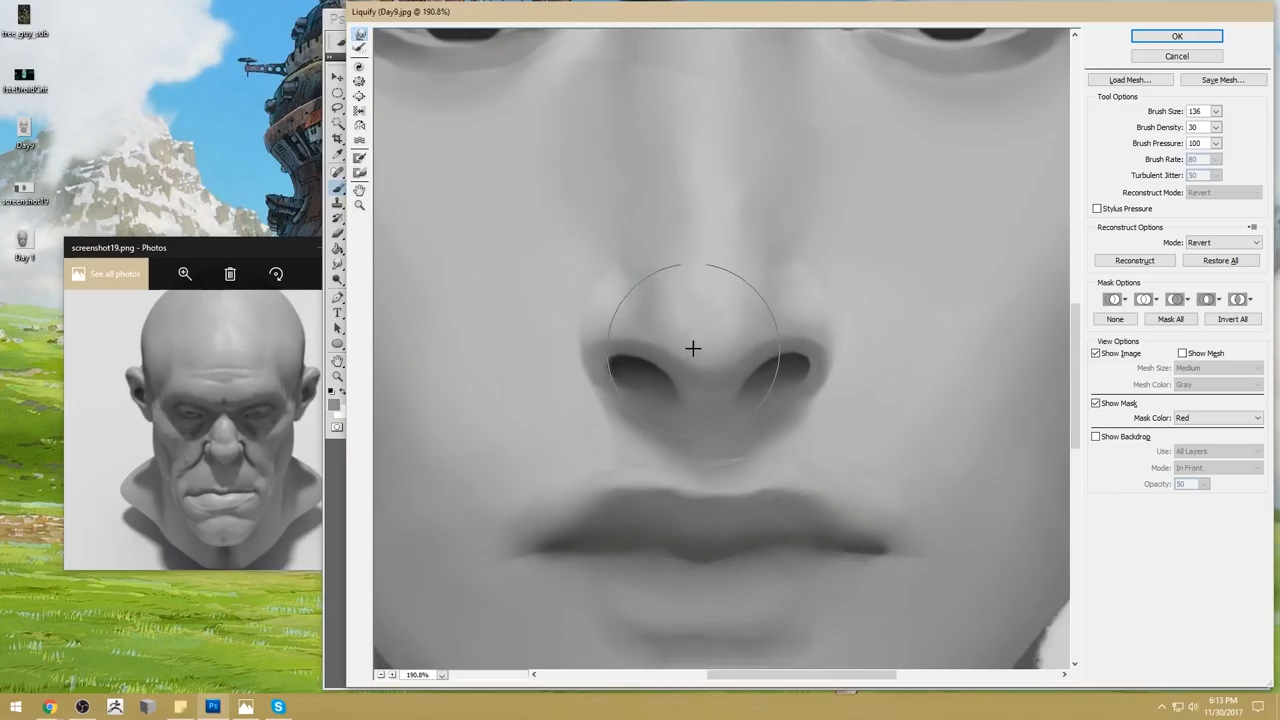 Liquify (Day9.jpg @ 190.8%)
tree_guy_sub
Day9
screenshot19
Day 1
screenshot19.png - Photos
See all photos
OK
Cancel
Load Mesh...
Save Mesh...
Tool Options
Brush Size: 136
Brush Density: 30
Brush Pressure: 100
Brush Rate: 80
Turbulent Jitter: 50
Reconstruct Mode: Revert
Stylus Pressure
Reconstruct Options
Mode: Revert
Reconstruct
Restore All
Mask Options
None
Mask All
Invert All
View Options
Show Image
Show Mesh
Mesh Size: Medium
Mesh Color: Gray
Show Mask
Mask Color: Red
Show Backdrop
Use: All Layers
Mode: In Front
Opacity: 50
190.8%
Ps
6:13 PM
11/30/2017